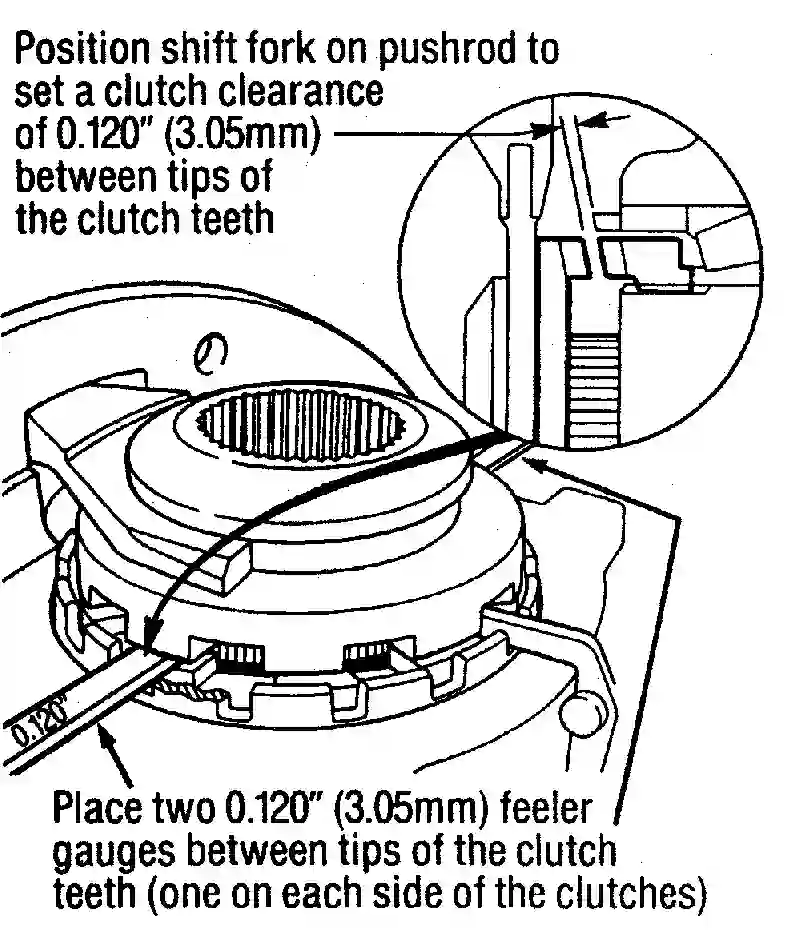 Position shift fork on pushrod to
set a clutch clearance
of 0.120" (3.05mm)
between tips of
the clutch teeth
0.120"
Place two 0.120" (3.05mm) feeler
gauges between tips of the clutch
teeth (one on each side of the clutches)